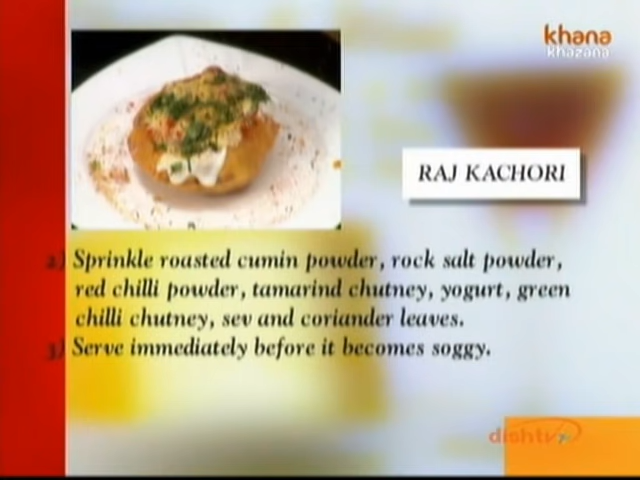 khana
khazana
RAJ KACHORI
2) Sprinkle roasted cumin powder, rock salt powder,
red chilli powder, tamarind chutney, yogurt, green
chilli chutney, sev and coriander leaves.
3) Serve immediately before it becomes soggy.
dishtv